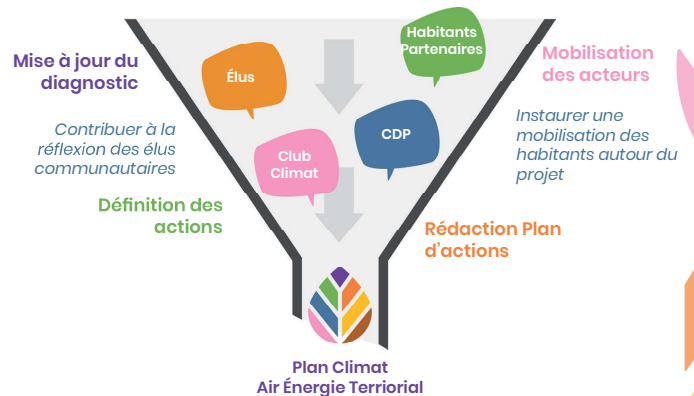 Habitants
Partenaires
Mise à jour du
diagnostic
Élus
Mobilisation
des acteurs
Contribuer à la
réflexion des élus
communautaires
CDP
Instaurer une
mobilisation des
habitants autour du
projet
Club
Climat
Définition des
actions
Rédaction Plan
d'actions
Plan Climat
Air Énergie Terriorial